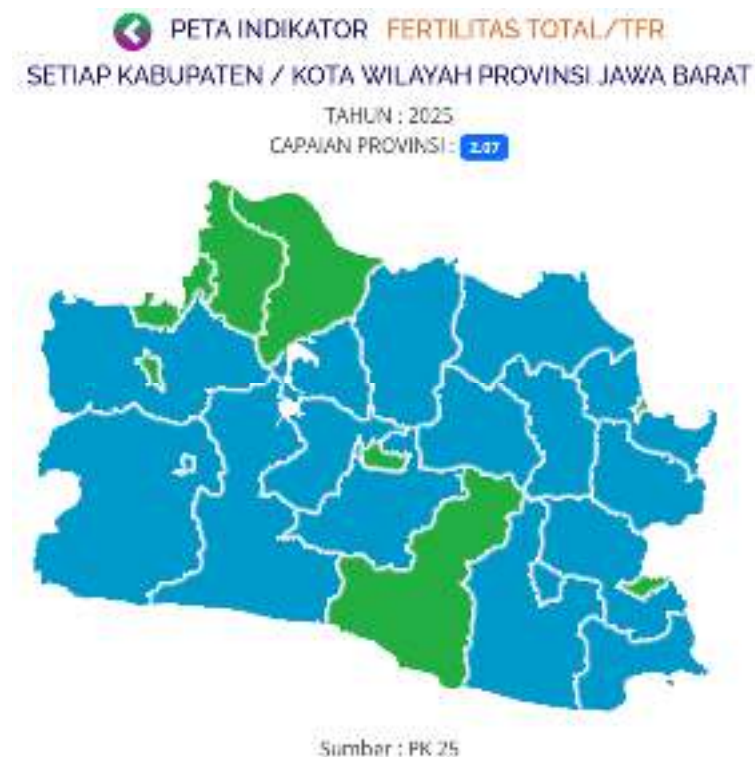 PETA INDIKATOR FERTILITAS TOTAL/TFR
SETIAP KABUPATEN / KOTA WILAYAH PROVINSI JAWA BARAT
TAHUN : 2025
CAPAIAN PROVINSI : 2.07
Sumber : PK 25